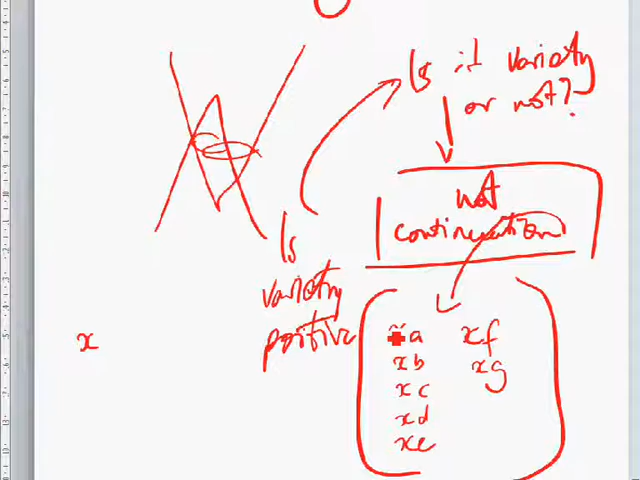 Is it variety
or not?
not
continuation
Is
variety
positive
x
xa xf
xb xg
xc
xd
xe